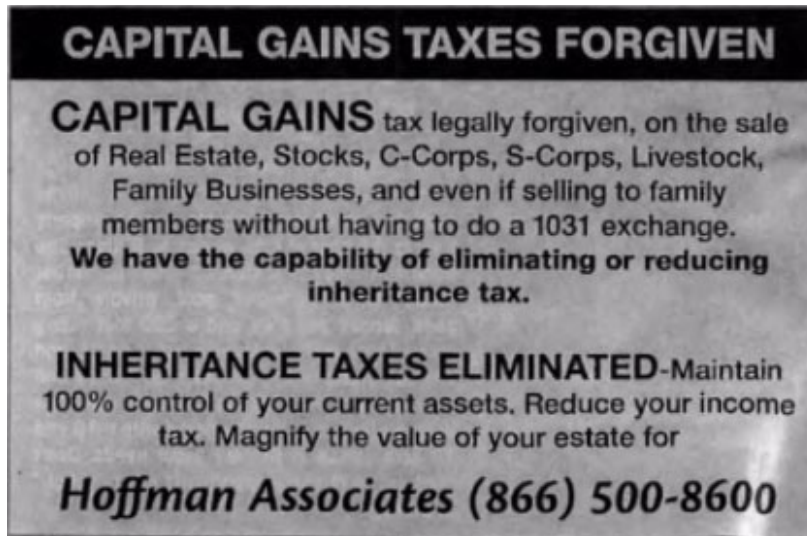 CAPITAL GAINS TAXES FORGIVEN
CAPITAL GAINS tax legally forgiven, on the sale
of Real Estate, Stocks, C-Corps, S-Corps, Livestock,
Family Businesses, and even if selling to family
members without having to do a 1031 exchange.
We have the capability of eliminating or reducing
inheritance tax.
INHERITANCE TAXES ELIMINATED-Maintain
100% control of your current assets. Reduce your income
tax. Magnify the value of your estate for
Hoffman Associates (866) 500-8600